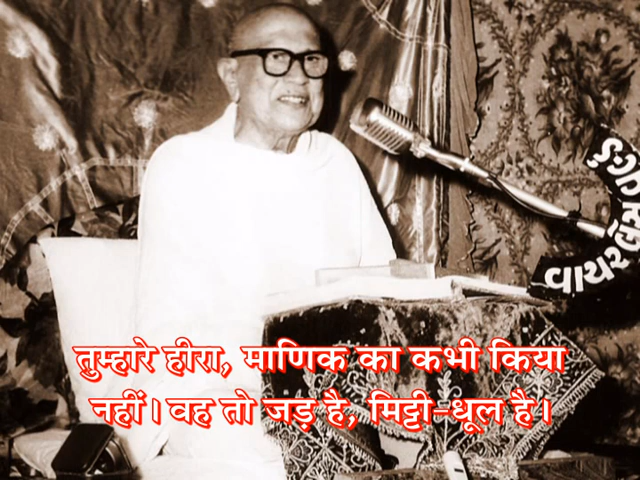 तुम्हारे हीरा, माणिक का कभी किया
नहीं। वह तो जड़ है, मिट्टी-धूल है।